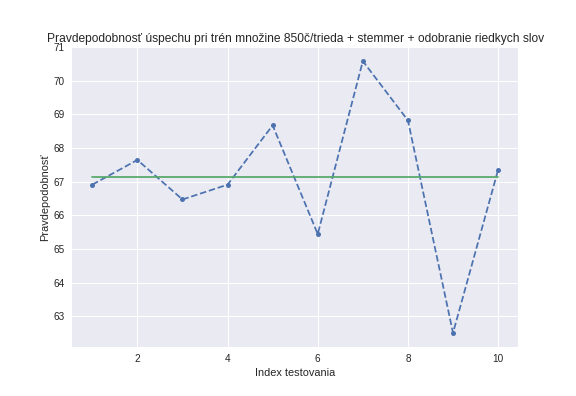 Pravdepodobnosť úspechu pri trén množine 850č/trieda + stemmer + odobranie riedkych slov
71
70
69
68
67
66
65
64
63
Pravdepodobnosť
2 4 6 8 10
Index testovania